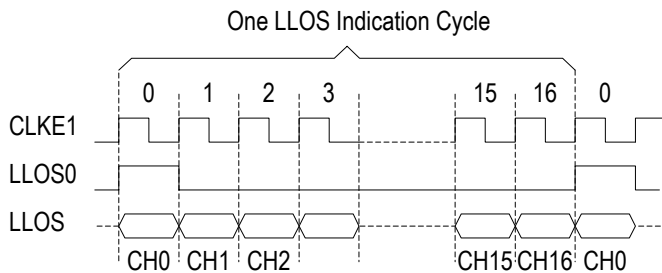 One LLOS Indication Cycle
0 1 2 3 15 16 0
CLKE1
LLOS0
LLOS
CH0 CH1 CH2 CH15 CH16 CH0